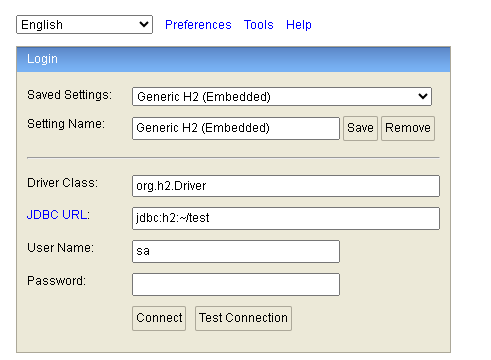 English Preferences Tools Help
Login
Saved Settings: Generic H2 (Embedded)
Setting Name: Generic H2 (Embedded) Save Remove
Driver Class: org.h2.Driver
JDBC URL: jdbc:h2:~/test
User Name: sa
Password:
Connect Test Connection